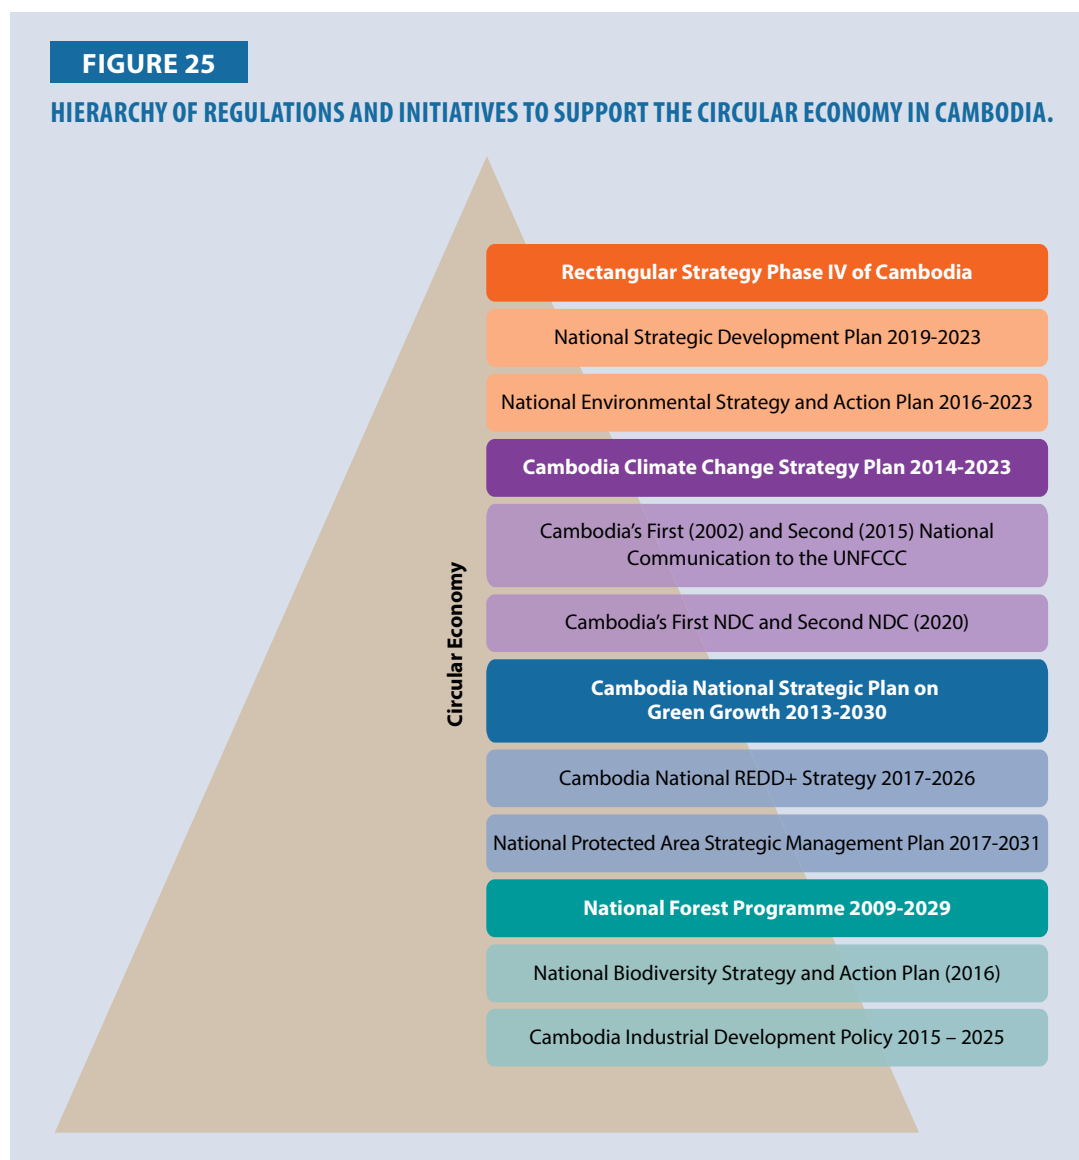 FIGURE 25
HIERARCHY OF REGULATIONS AND INITIATIVES TO SUPPORT THE CIRCULAR ECONOMY IN CAMBODIA.
Rectangular Strategy Phase IV of Cambodia
National Strategic Development Plan 2019-2023
National Environmental Strategy and Action Plan 2016-2023
Cambodia Climate Change Strategy Plan 2014-2023
Cambodia’s First (2002) and Second (2015) National
Communication to the UNFCCC
Cambodia’s First NDC and Second NDC (2020)
Circular Economy
Cambodia National Strategic Plan on
Green Growth 2013-2030
Cambodia National REDD+ Strategy 2017-2026
National Protected Area Strategic Management Plan 2017-2031
National Forest Programme 2009-2029
National Biodiversity Strategy and Action Plan (2016)
Cambodia Industrial Development Policy 2015 – 2025